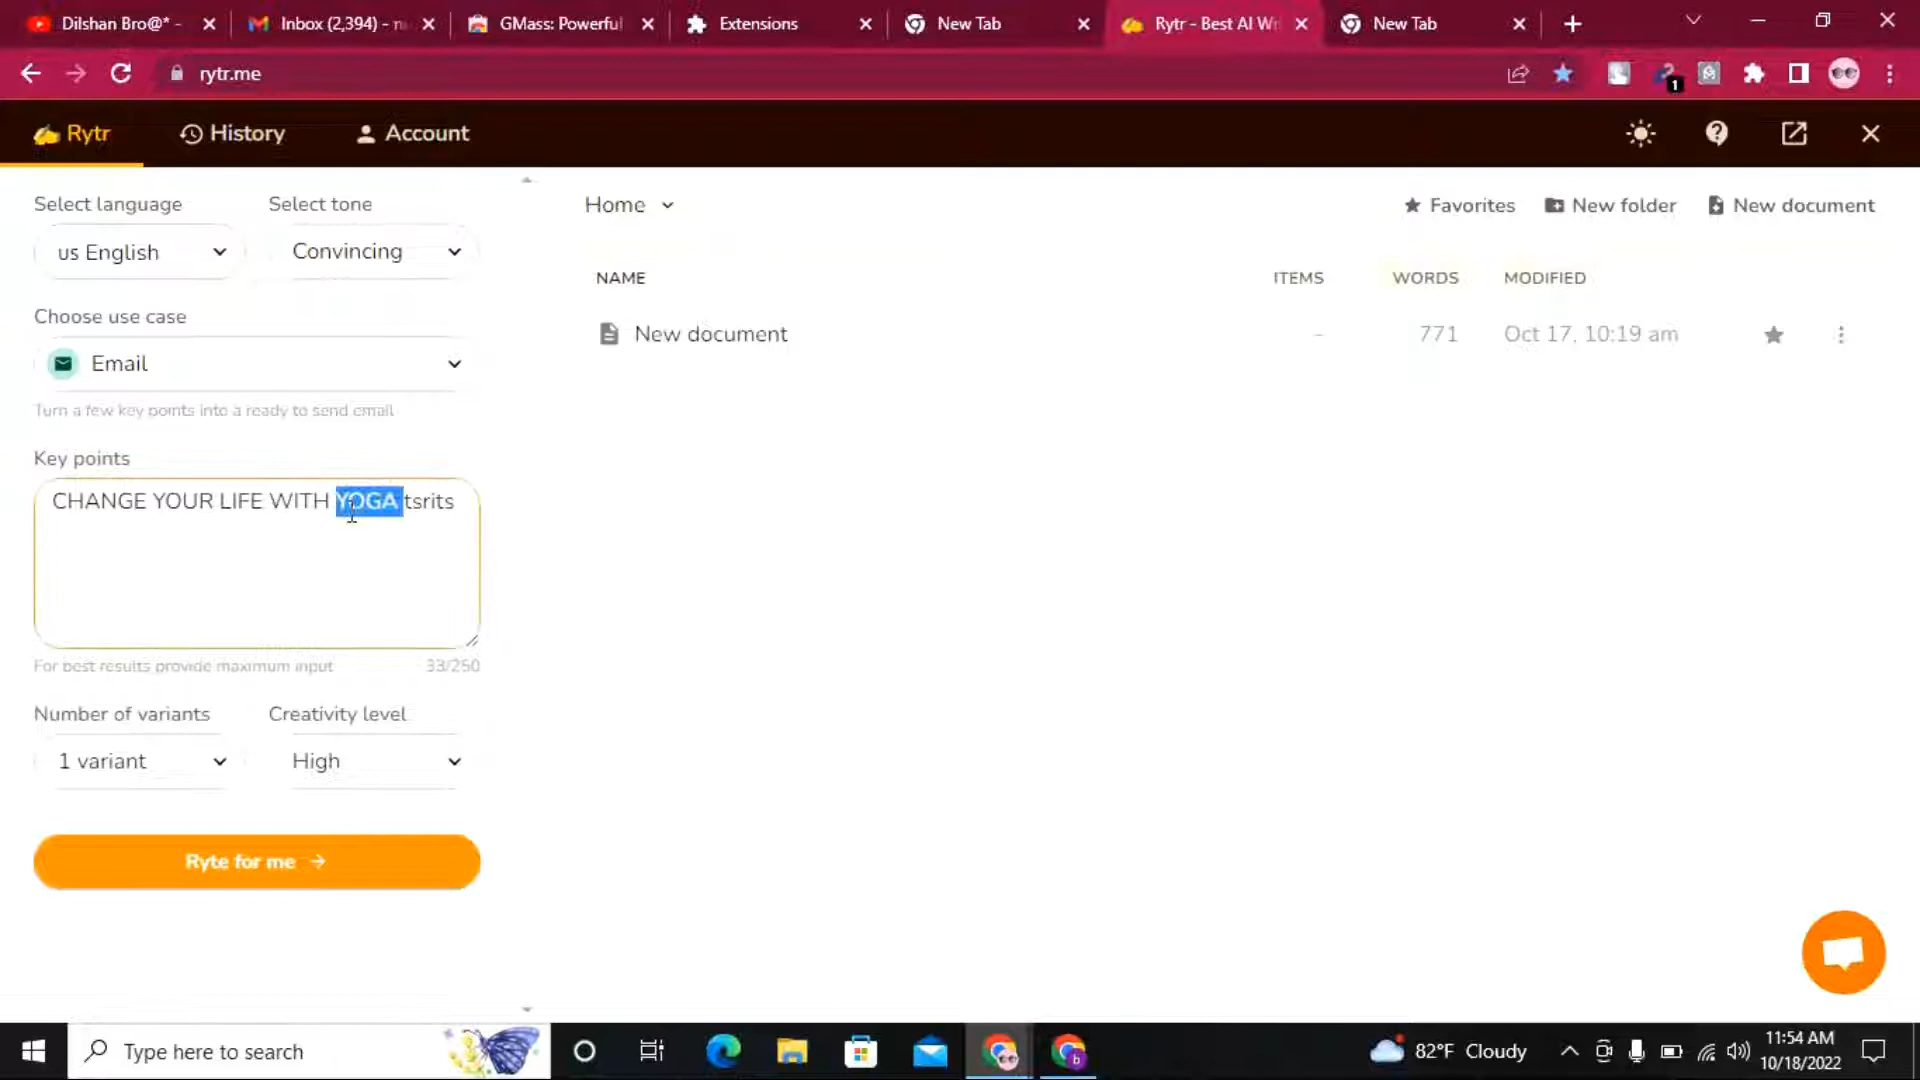 Dilshan Bro@* -
Inbox (2,394) - n
GMass: Powerful
Extensions
New Tab
Rytr - Best AI Wr
New Tab
rytr.me
1
Rytr
History
Account
Select language
Select tone
Home
Favorites
New folder
New document
us English
Convincing
NAME
ITEMS
WORDS
MODIFIED
Choose use case
New document
-
771
Oct 17, 10:19 am
Email
Turn a few key points into a ready to send email
Key points
CHANGE YOUR LIFE WITH YOGA tsrits
For best results provide maximum input
33/250
Number of variants
Creativity level
1 variant
High
Ryte for me
Type here to search
b
82°F Cloudy
11:54 AM
10/18/2022